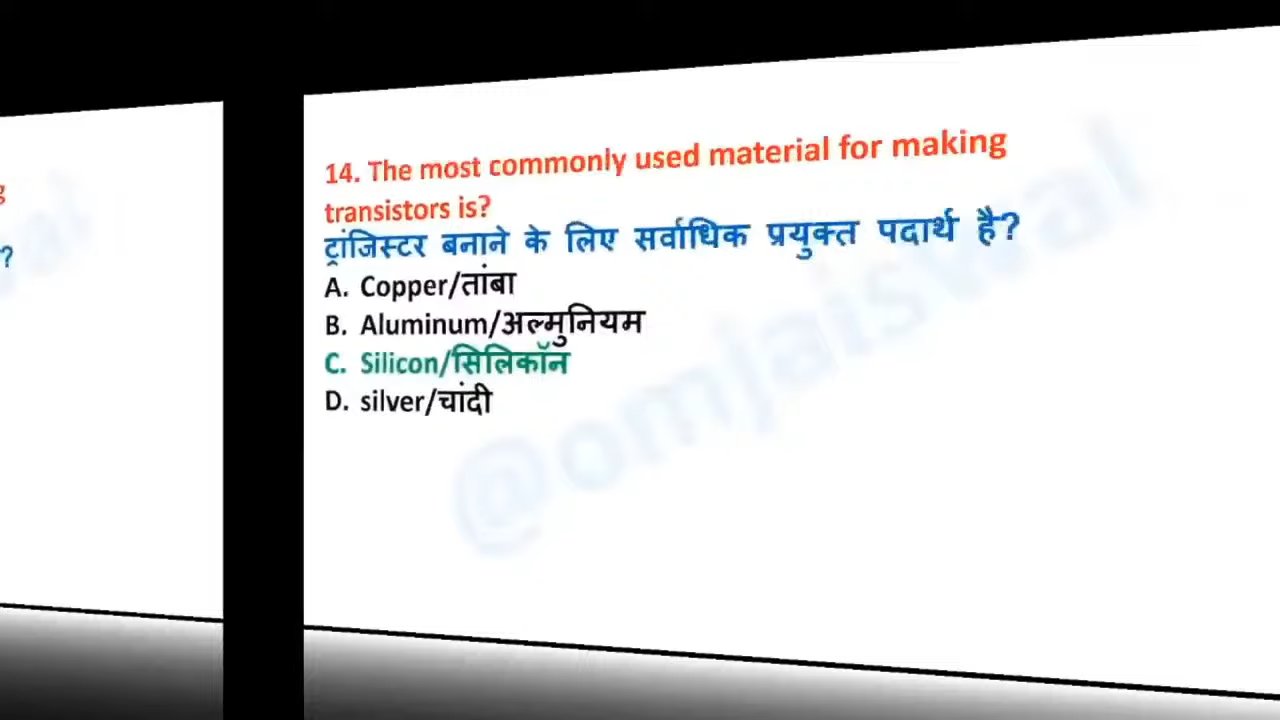 g
?
14. The most commonly used material for making
transistors is?
ट्रांजिस्टर बनाने के लिए सर्वाधिक प्रयुक्त पदार्थ है?
A. Copper/तांबा
B. Aluminum/अल्मुनियम
C. Silicon/सिलिकॉन
D. silver/चांदी
@omjaiswal